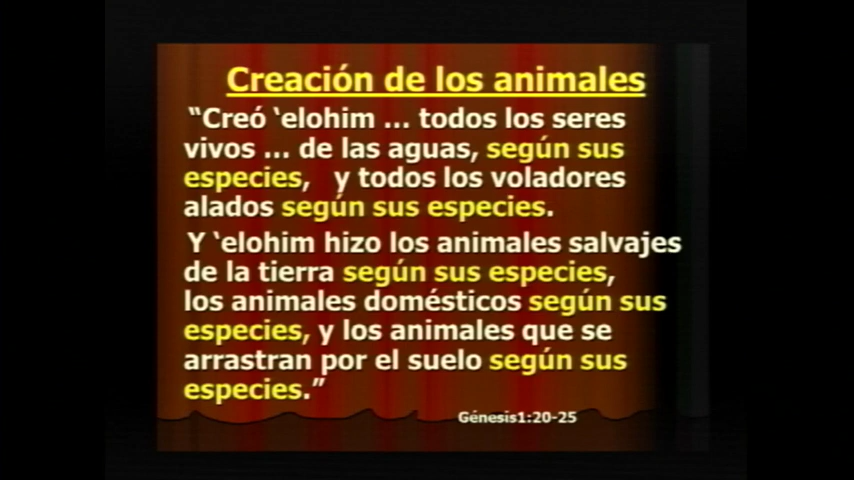 Creación de los animales
“Creó ‘elohim ... todos los seres
vivos ... de las aguas, según sus
especies, y todos los voladores
alados según sus especies.
Y ‘elohim hizo los animales salvajes
de la tierra según sus especies,
los animales domésticos según sus
especies, y los animales que se
arrastran por el suelo según sus
especies.”
Génesis1:20-25